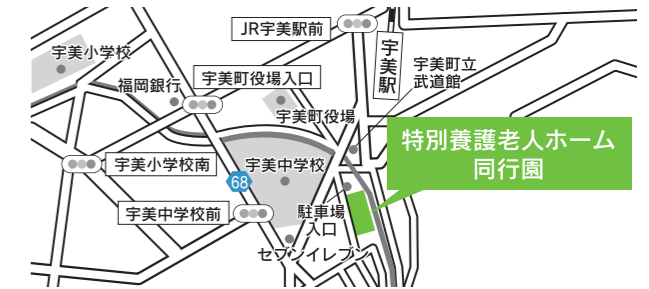 JR宇美駅前
宇美駅
宇美小学校
宇美町立
武道館
福岡銀行
宇美町役場入口
宇美町役場
特別養護老人ホーム
同行園
宇美小学校南
宇美中学校
68
宇美中学校前
駐車場
入口
セブンイレブン